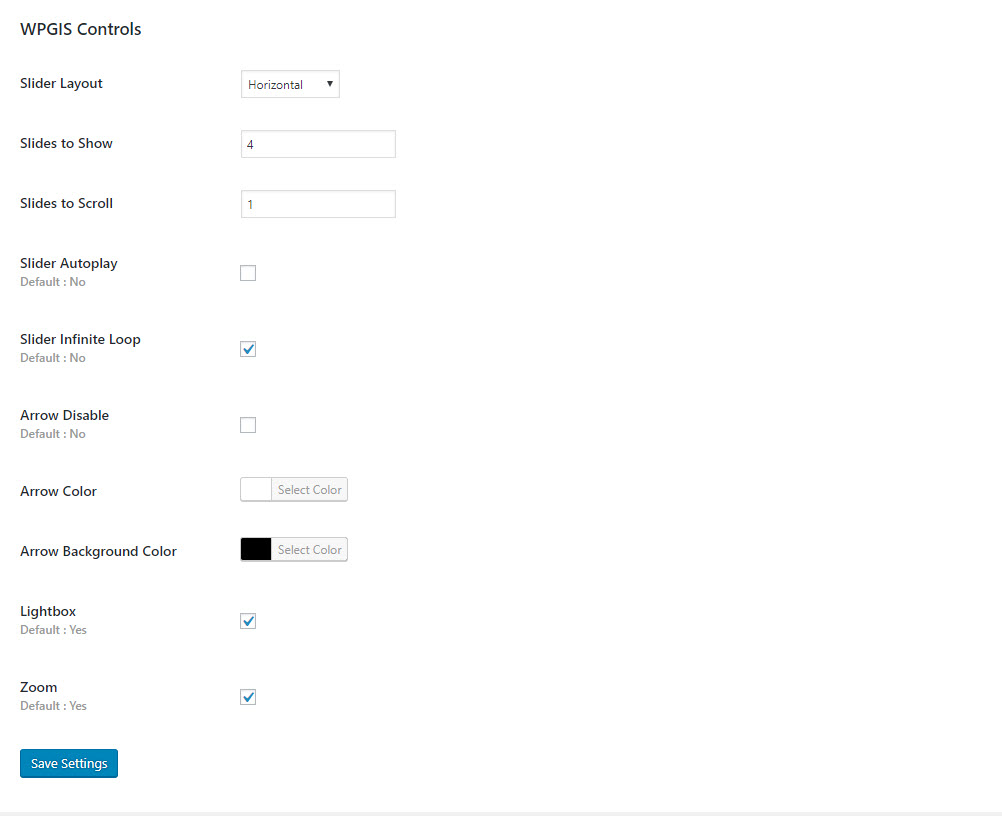 WPGIS Controls
Slider Layout
Horizontal
Slides to Show
4
Slides to Scroll
1
Slider Autoplay
Default : No
Slider Infinite Loop
Default : No
Arrow Disable
Default : No
Arrow Color
Select Color
Arrow Background Color
Select Color
Lightbox
Default : Yes
Zoom
Default : Yes
Save Settings